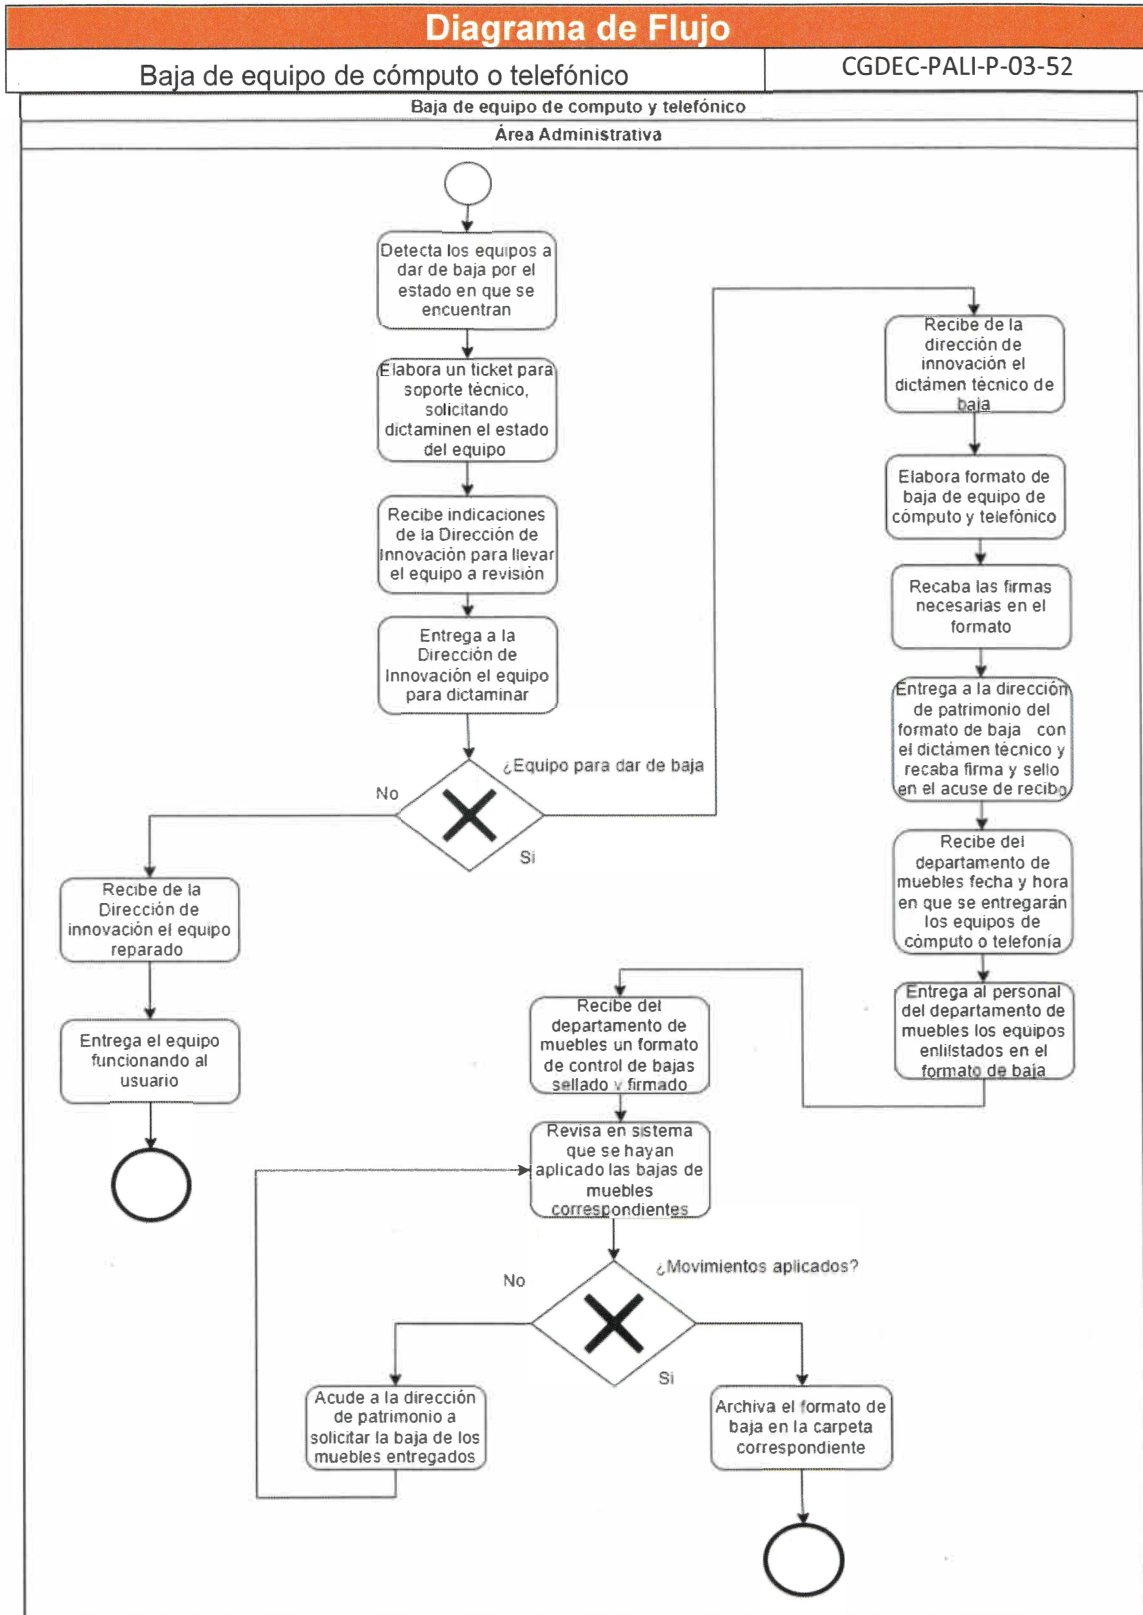 Diagrama de Flujo
Baja de equipo de cómputo o telefónico
CGDEC-PALI-P-03-52
Baja de equipo de computo y telefónico
Área Administrativa
Detecta los equipos a
dar de baja por el
estado en que se
encuentran
Elabora un ticket para
soporte técnico,
solicitando
dictaminen el estado
del equipo
Recibe indicaciones
de la Dirección de
Innovación para llevar
el equipo a revisión
Entrega a la
Dirección de
Innovación el equipo
para dictaminar
¿Equipo para dar de baja
No
Si
Recibe de la
Dirección de
innovación el equipo
reparado
Entrega el equipo
funcionando al
usuario
Recibe de la
dirección de
innovación el
dictámen técnico de
baja
Elabora formato de
baja de equipo de
cómputo y telefónico
Recaba las firmas
necesarias en el
formato
Entrega a la dirección
de patrimonio del
formato de baja con
el dictámen técnico y
recaba firma y sello
en el acuse de recibo
Recibe del
departamento de
muebles fecha y hora
en que se entregarán
los equipos de
cómputo o telefonía
Entrega al personal
del departamento de
muebles los equipos
enlilstados en el
formato de baja
Recibe del
departamento de
muebles un formato
de control de bajas
sellado y firmado
Revisa en sistema
que se hayan
aplicado las bajas de
muebles
correspondientes
¿Movimientos aplicados?
No
Si
Acude a la dirección
de patrimonio a
solicitar la baja de los
muebles entregados
Archiva el formato de
baja en la carpeta
correspondiente